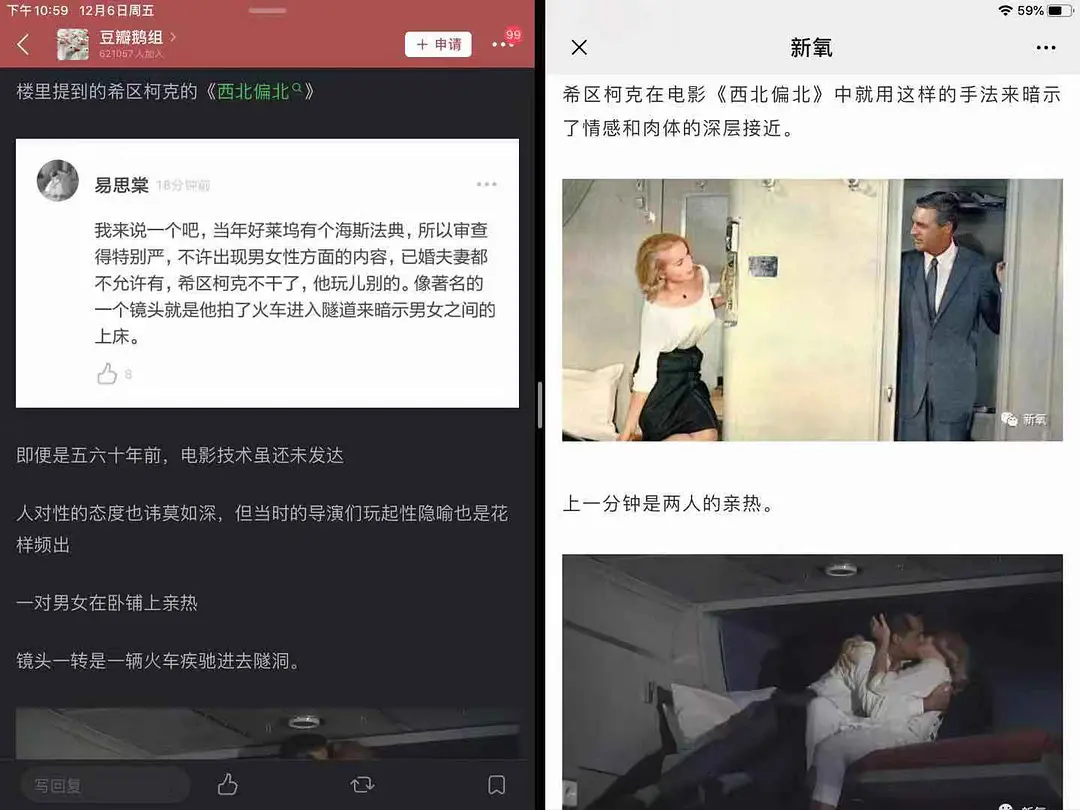 下午10:59 12月6日周五
59%
豆瓣鹅组
621057人加入
+ 申请
99
楼里提到的希区柯克的《西北偏北》
易思棠 18分钟前
我来说一个吧，当年好莱坞有个海斯法典，所以审查
得特别严，不许出现男女性方面的内容，已婚夫妻都
不允许有，希区柯克不干了，他玩儿别的。像著名的
一个镜头就是他拍了火车进入隧道来暗示男女之间的
上床。
8
即便是五六十年前，电影技术虽还未发达
人对性的态度也讳莫如深，但当时的导演们玩起性隐喻也是花
样频出
一对男女在卧铺上亲热
镜头一转是一辆火车疾驰进去隧洞。
写回复
新氧
希区柯克在电影《西北偏北》中就用这样的手法来暗示
了情感和肉体的深层接近。
新氧
上一分钟是两人的亲热。
新氧